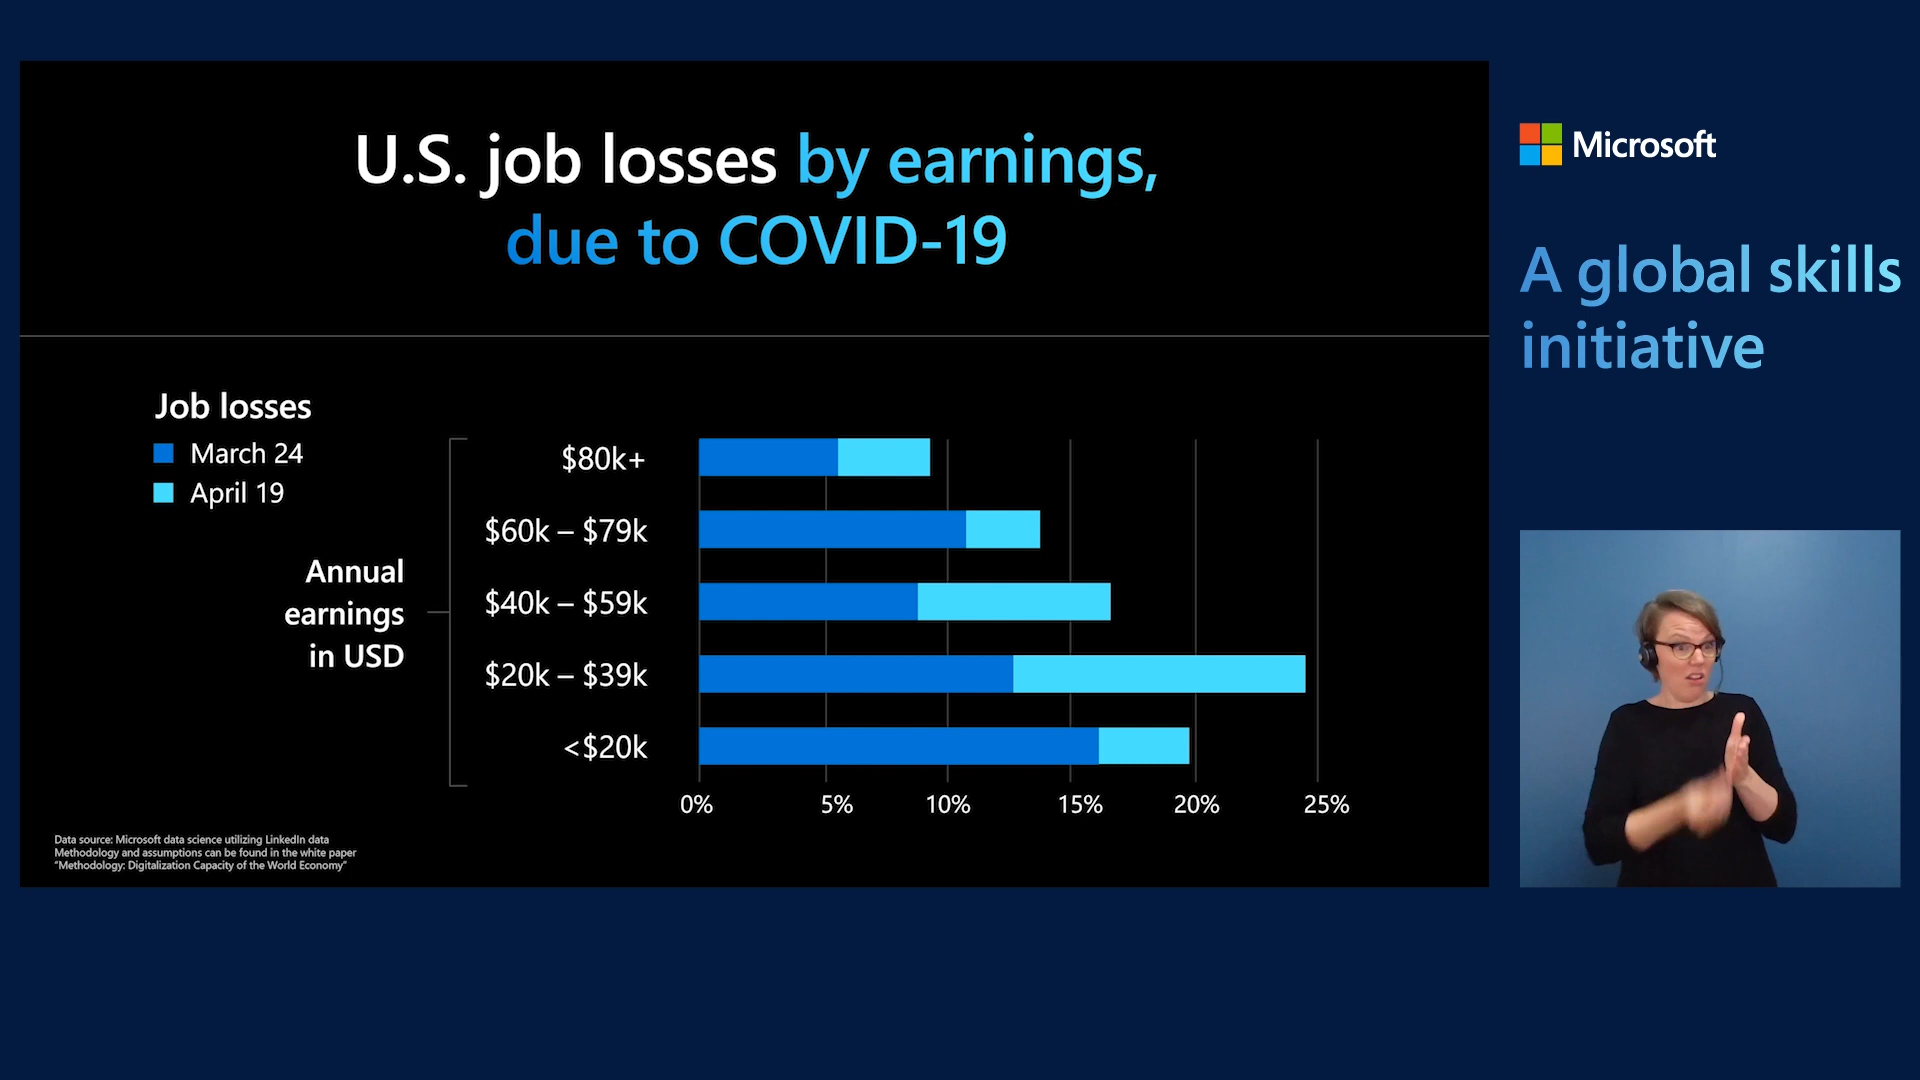 U.S. job losses by earnings,
due to COVID-19
Microsoft
A global skills
initiative
Job losses
March 24
April 19
Annual
earnings
in USD
$80k+
$60k – $79k
$40k – $59k
$20k – $39k
<$20k
0% 5% 10% 15% 20% 25%
Data source: Microsoft data science utilizing LinkedIn data
Methodology and assumptions can be found in the white paper
"Methodology: Digitalization Capacity of the World Economy"